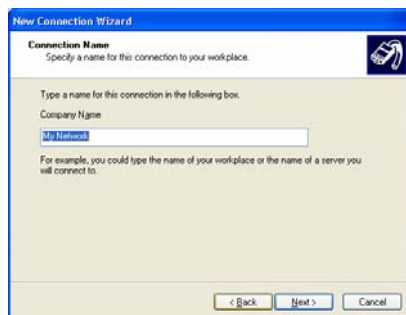 New Connection Wizard
Connection Name
Specify a name for this connection to your workplace.
Type a name for this connection in the following box.
Company Name
My Network
For example, you could type the name of your workplace or the name of a server you
will connect to.
< Back Next > Cancel